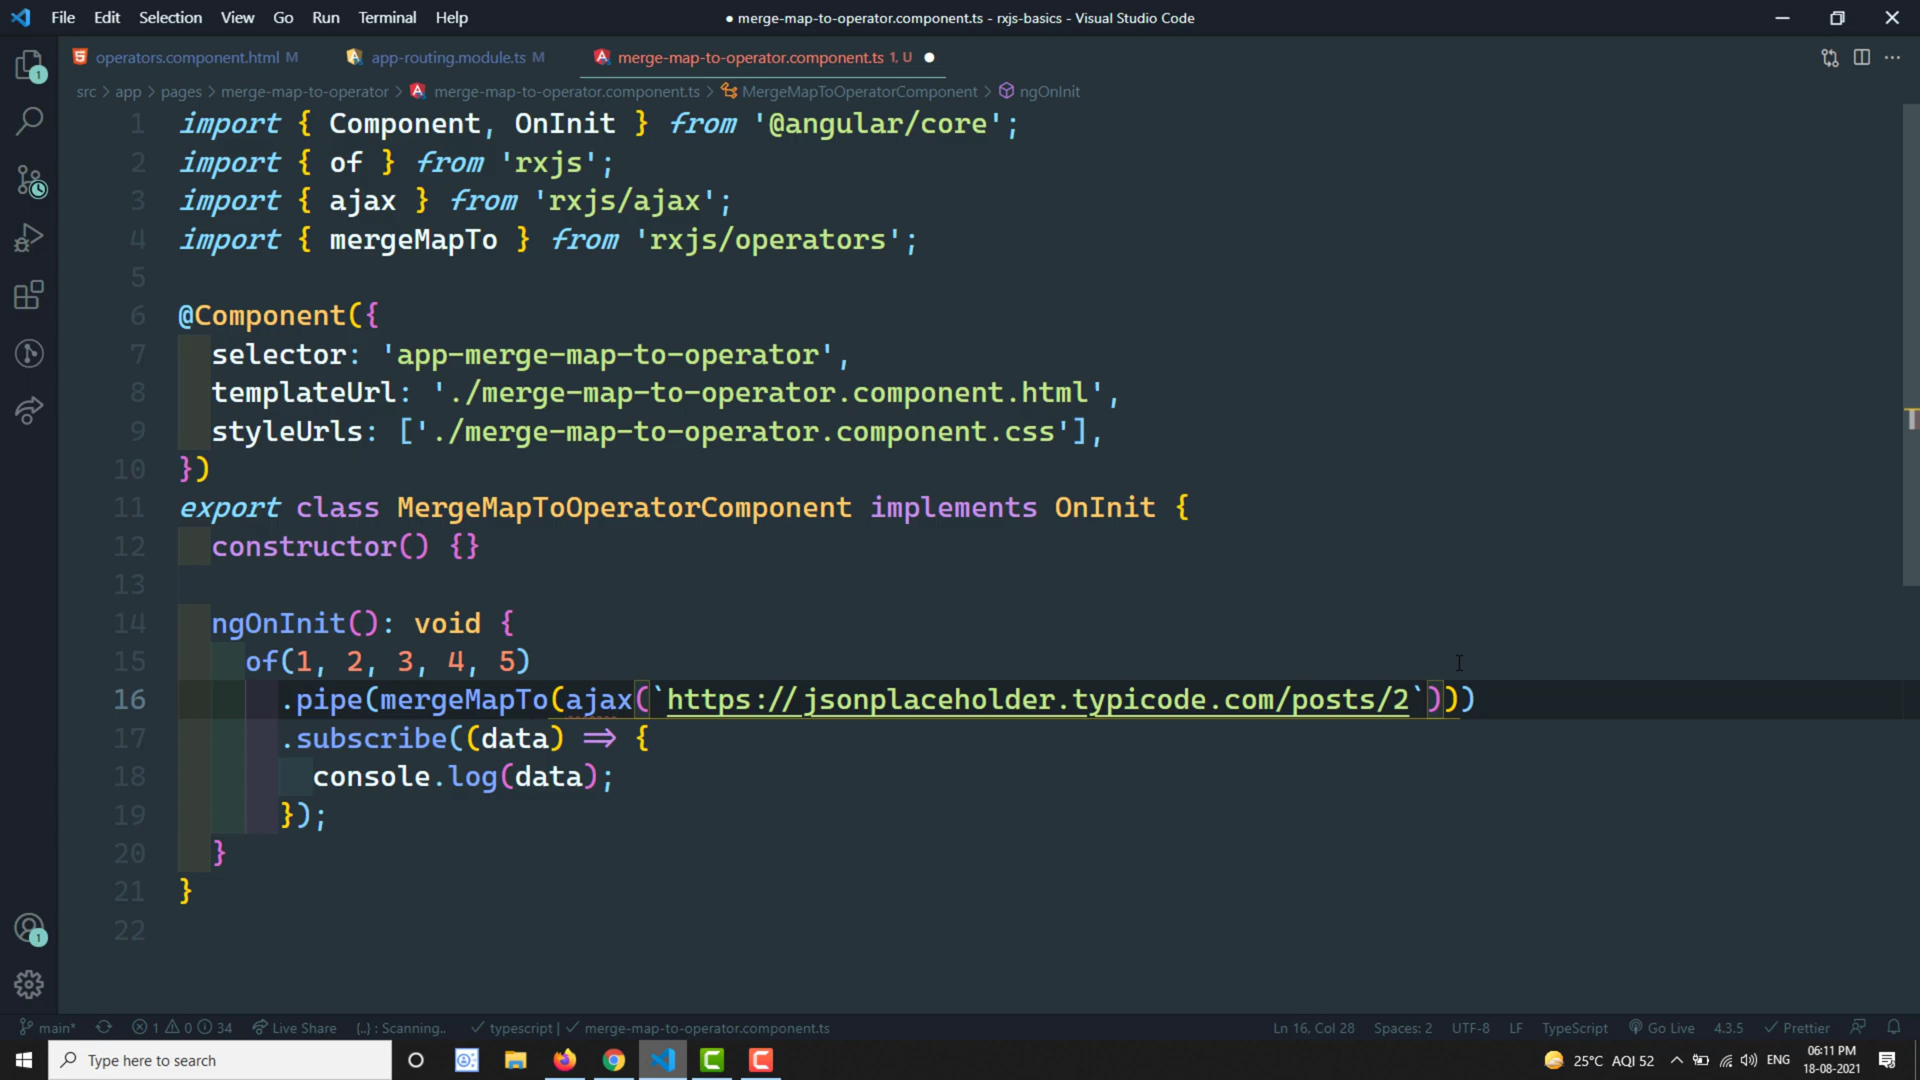 File Edit Selection View Go Run Terminal Help
● merge-map-to-operator.component.ts - rxjs-basics - Visual Studio Code
operators.component.html M
app-routing.module.ts M
merge-map-to-operator.component.ts 1, U ●
src > app > pages > merge-map-to-operator > merge-map-to-operator.component.ts > MergeMapToOperatorComponent > ngOnInit
1 import { Component, OnInit } from '@angular/core';
2 import { of } from 'rxjs';
3 import { ajax } from 'rxjs/ajax';
4 import { mergeMapTo } from 'rxjs/operators';
5
6 @Component({
7 selector: 'app-merge-map-to-operator',
8 templateUrl: './merge-map-to-operator.component.html',
9 styleUrls: ['./merge-map-to-operator.component.css'],
10 })
11 export class MergeMapToOperatorComponent implements OnInit {
12 constructor() {}
13
14 ngOnInit(): void {
15 of(1, 2, 3, 4, 5)
16 .pipe(mergeMapTo(ajax(`https://jsonplaceholder.typicode.com/posts/2`)))
17 .subscribe((data) => {
18 console.log(data);
19 });
20 }
21 }
22
1
1
main* 1 0 34 Live Share {..} : Scanning.. ✓ typescript | ✓ merge-map-to-operator.component.ts
Ln 16, Col 28 Spaces: 2 UTF-8 LF TypeScript Go Live 4.3.5 ✓ Prettier
Type here to search
25°C AQI 52 ENG
06:11 PM
18-08-2021